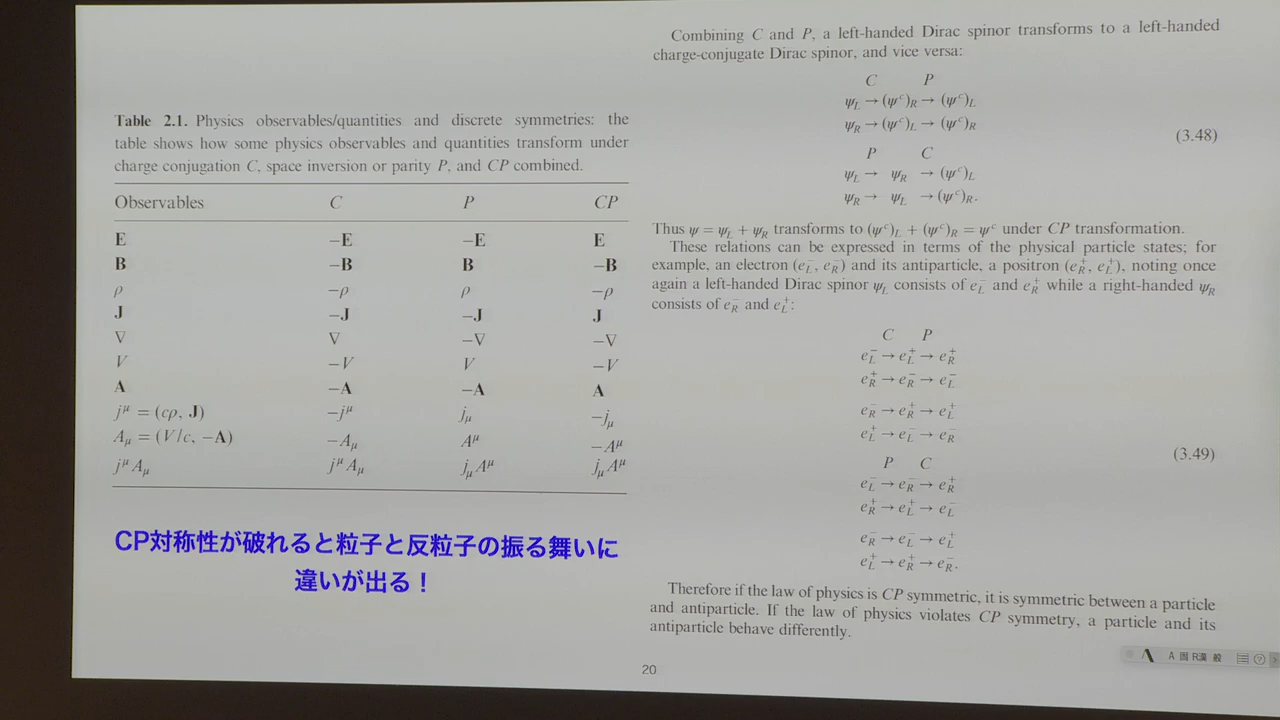 Table 2.1. Physics observables/quantities and discrete symmetries: the
table shows how some physics observables and quantities transform under
charge conjugation C, space inversion or parity P, and CP combined.
Observables C P CP
E −E −E E
B −B B −B
ρ −ρ ρ −ρ
J −J −J J
∇ ∇ −∇ −∇
V −V V −V
A −A −A A
j^μ = (cρ, J) −j^μ j_μ −j_μ
A_μ = (V/c, −A) −A_μ A^μ −A^μ
j^μ A_μ j^μ A_μ j_μ A^μ j_μ A^μ
CP対称性が破れると粒子と反粒子の振る舞いに
違いが出る！
Combining C and P, a left-handed Dirac spinor transforms to a left-handed
charge-conjugate Dirac spinor, and vice versa:
C P
ψ_L → (ψ^c)_R → (ψ^c)_L
ψ_R → (ψ^c)_L → (ψ^c)_R
(3.48)
P C
ψ_L → ψ_R → (ψ^c)_L
ψ_R → ψ_L → (ψ^c)_R.
Thus ψ = ψ_L + ψ_R transforms to (ψ^c)_L + (ψ^c)_R = ψ^c under CP transformation.
These relations can be expressed in terms of the physical particle states; for
example, an electron (e_L^−, e_R^−) and its antiparticle, a positron (e_R^+, e_L^+), noting once
again a left-handed Dirac spinor ψ_L consists of e_L^− and e_R^+ while a right-handed ψ_R
consists of e_R^− and e_L^+:
C P
e_L^− → e_L^+ → e_R^+
e_R^+ → e_R^− → e_L^−
e_R^− → e_R^+ → e_L^+
e_L^+ → e_L^− → e_R^−
(3.49)
P C
e_L^− → e_R^− → e_R^+
e_R^+ → e_L^+ → e_L^−
e_R^− → e_L^− → e_L^+
e_L^+ → e_R^+ → e_R^−.
Therefore if the law of physics is CP symmetric, it is symmetric between a particle
and antiparticle. If the law of physics violates CP symmetry, a particle and its
antiparticle behave differently.
20
A 固 R漢 般